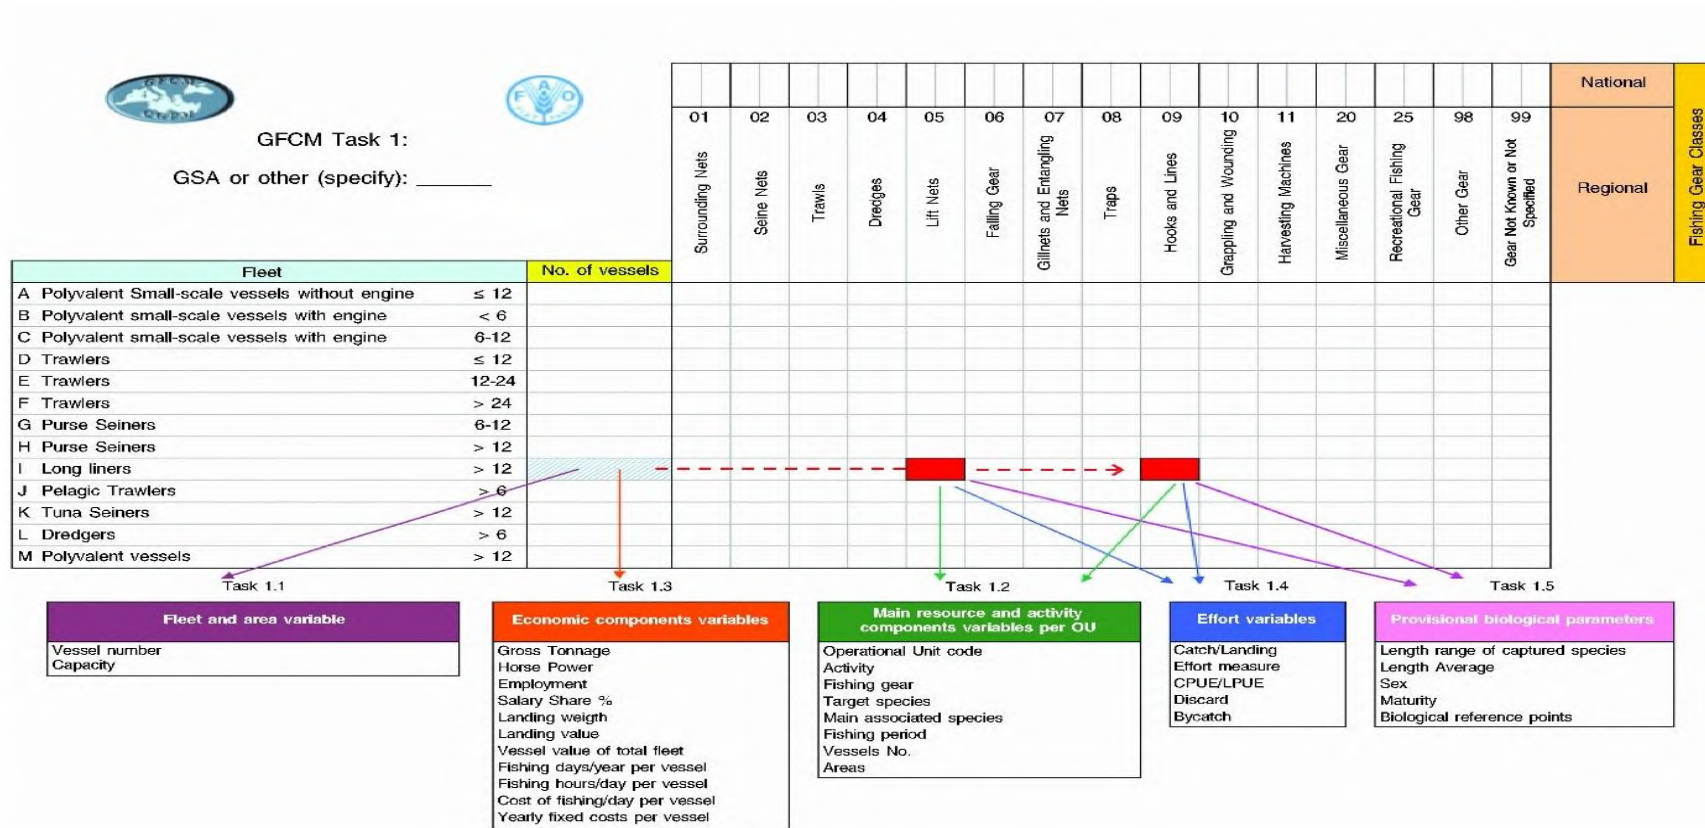 GFCM
CGPM
F A O
GFCM Task 1:
GSA or other (specify): ______
National
Regional
Fishing Gear Classes
01 02 03 04 05 06 07 08 09 10 11 20 25 98 99
Surrounding Nets
Seine Nets
Trawls
Dredges
Lift Nets
Falling Gear
Gillnets and Entangling
Nets
Traps
Hooks and Lines
Grappling and Wounding
Harvesting Machines
Miscellaneous Gear
Recreational Fishing
Gear
Other Gear
Gear Not Known or Not
Specified
Fleet No. of vessels
A Polyvalent Small-scale vessels without engine ≤ 12
B Polyvalent small-scale vessels with engine < 6
C Polyvalent small-scale vessels with engine 6-12
D Trawlers ≤ 12
E Trawlers 12-24
F Trawlers > 24
G Purse Seiners 6-12
H Purse Seiners > 12
I Long liners > 12
J Pelagic Trawlers > 6
K Tuna Seiners > 12
L Dredgers > 6
M Polyvalent vessels > 12
Task 1.1
Task 1.3
Task 1.2
Task 1.4
Task 1.5
Fleet and area variable
Vessel number
Capacity
Economic components variables
Gross Tonnage
Horse Power
Employment
Salary Share %
Landing weigth
Landing value
Vessel value of total fleet
Fishing days/year per vessel
Fishing hours/day per vessel
Cost of fishing/day per vessel
Yearly fixed costs per vessel
Main resource and activity
components variables per OU
Operational Unit code
Activity
Fishing gear
Target species
Main associated species
Fishing period
Vessels No.
Areas
Effort variables
Catch/Landing
Effort measure
CPUE/LPUE
Discard
Bycatch
Provisional biological parameters
Length range of captured species
Length Average
Sex
Maturity
Biological reference points